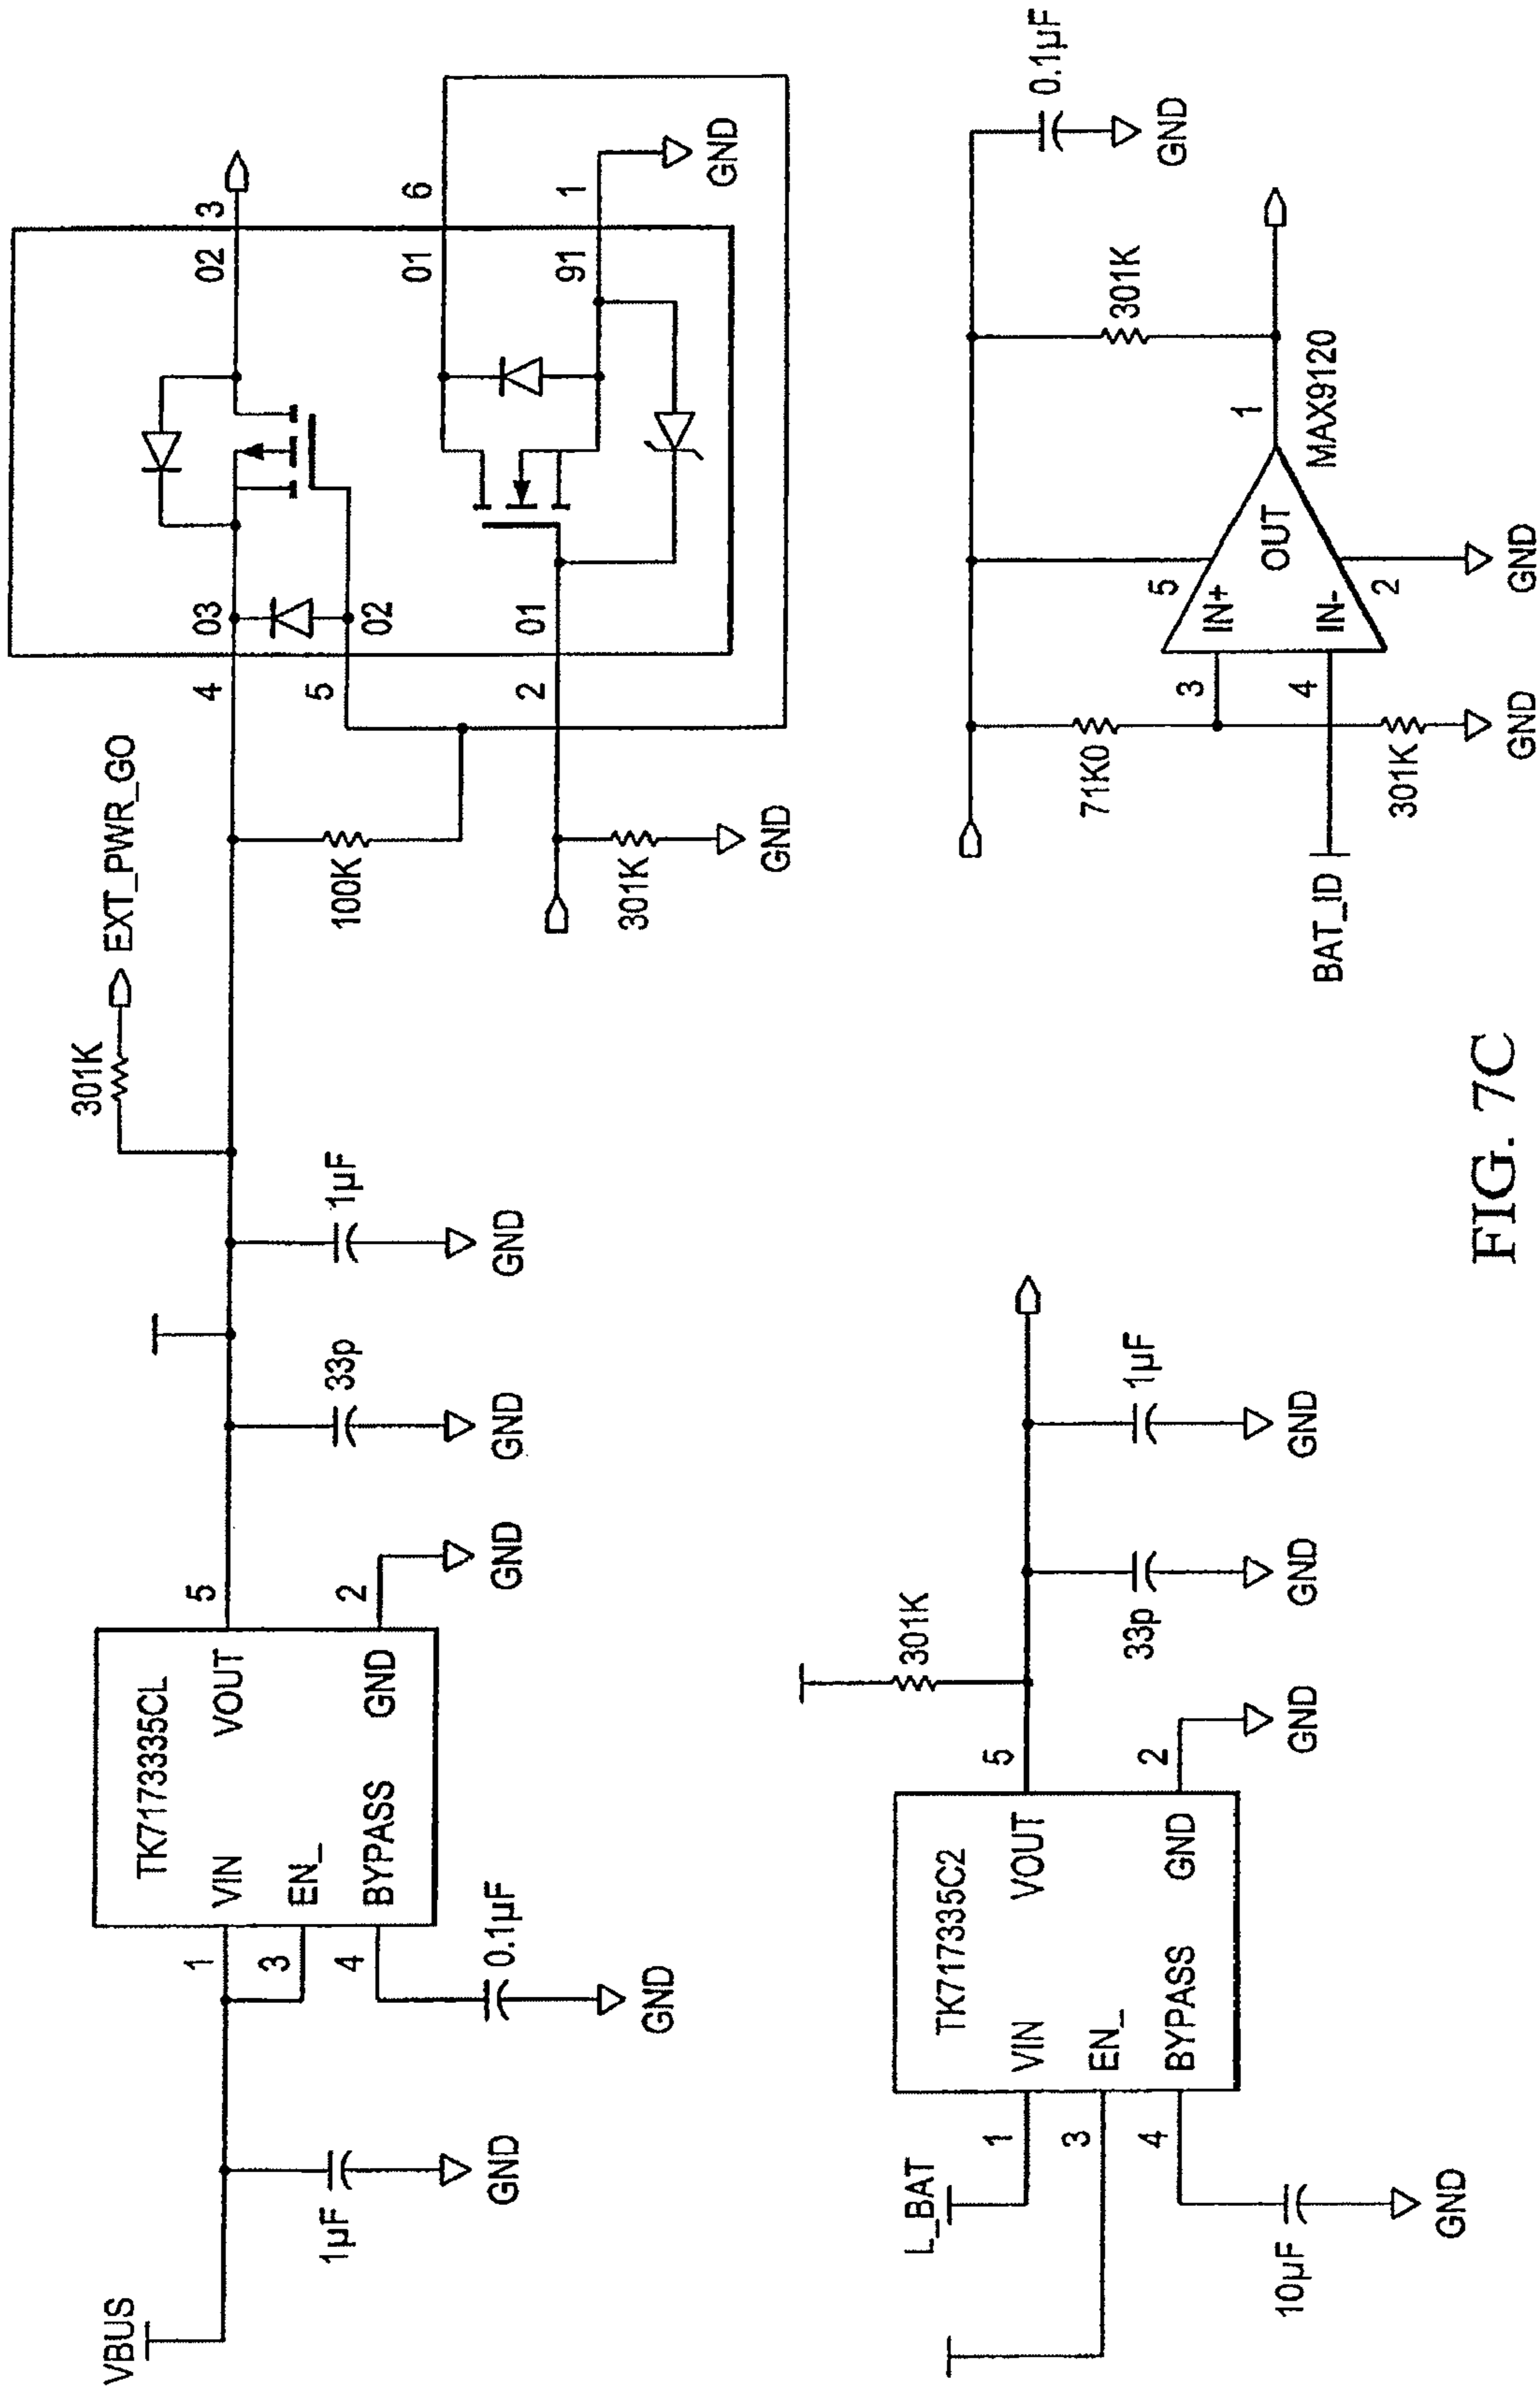 VBUS
1µF
GND
1
3
4
0.1µF
GND
TK717335CL
VIN
EN_
BYPASS
VOUT
GND
5
2
GND
33p
GND
1µF
GND
301K
EXT_PWR_GO
100K
301K
GND
4
5
2
03
02
01
02
01
91
3
6
1
GND
L_BAT
1
3
4
10µF
GND
TK717335C2
VIN
EN_
BYPASS
VOUT
GND
5
2
GND
301K
33p
GND
1µF
GND
BAT_ID
71K0
301K
GND
3
4
IN+
IN-
OUT
5
2
GND
1
MAX9120
301K
0.1µF
GND
FIG. 7C